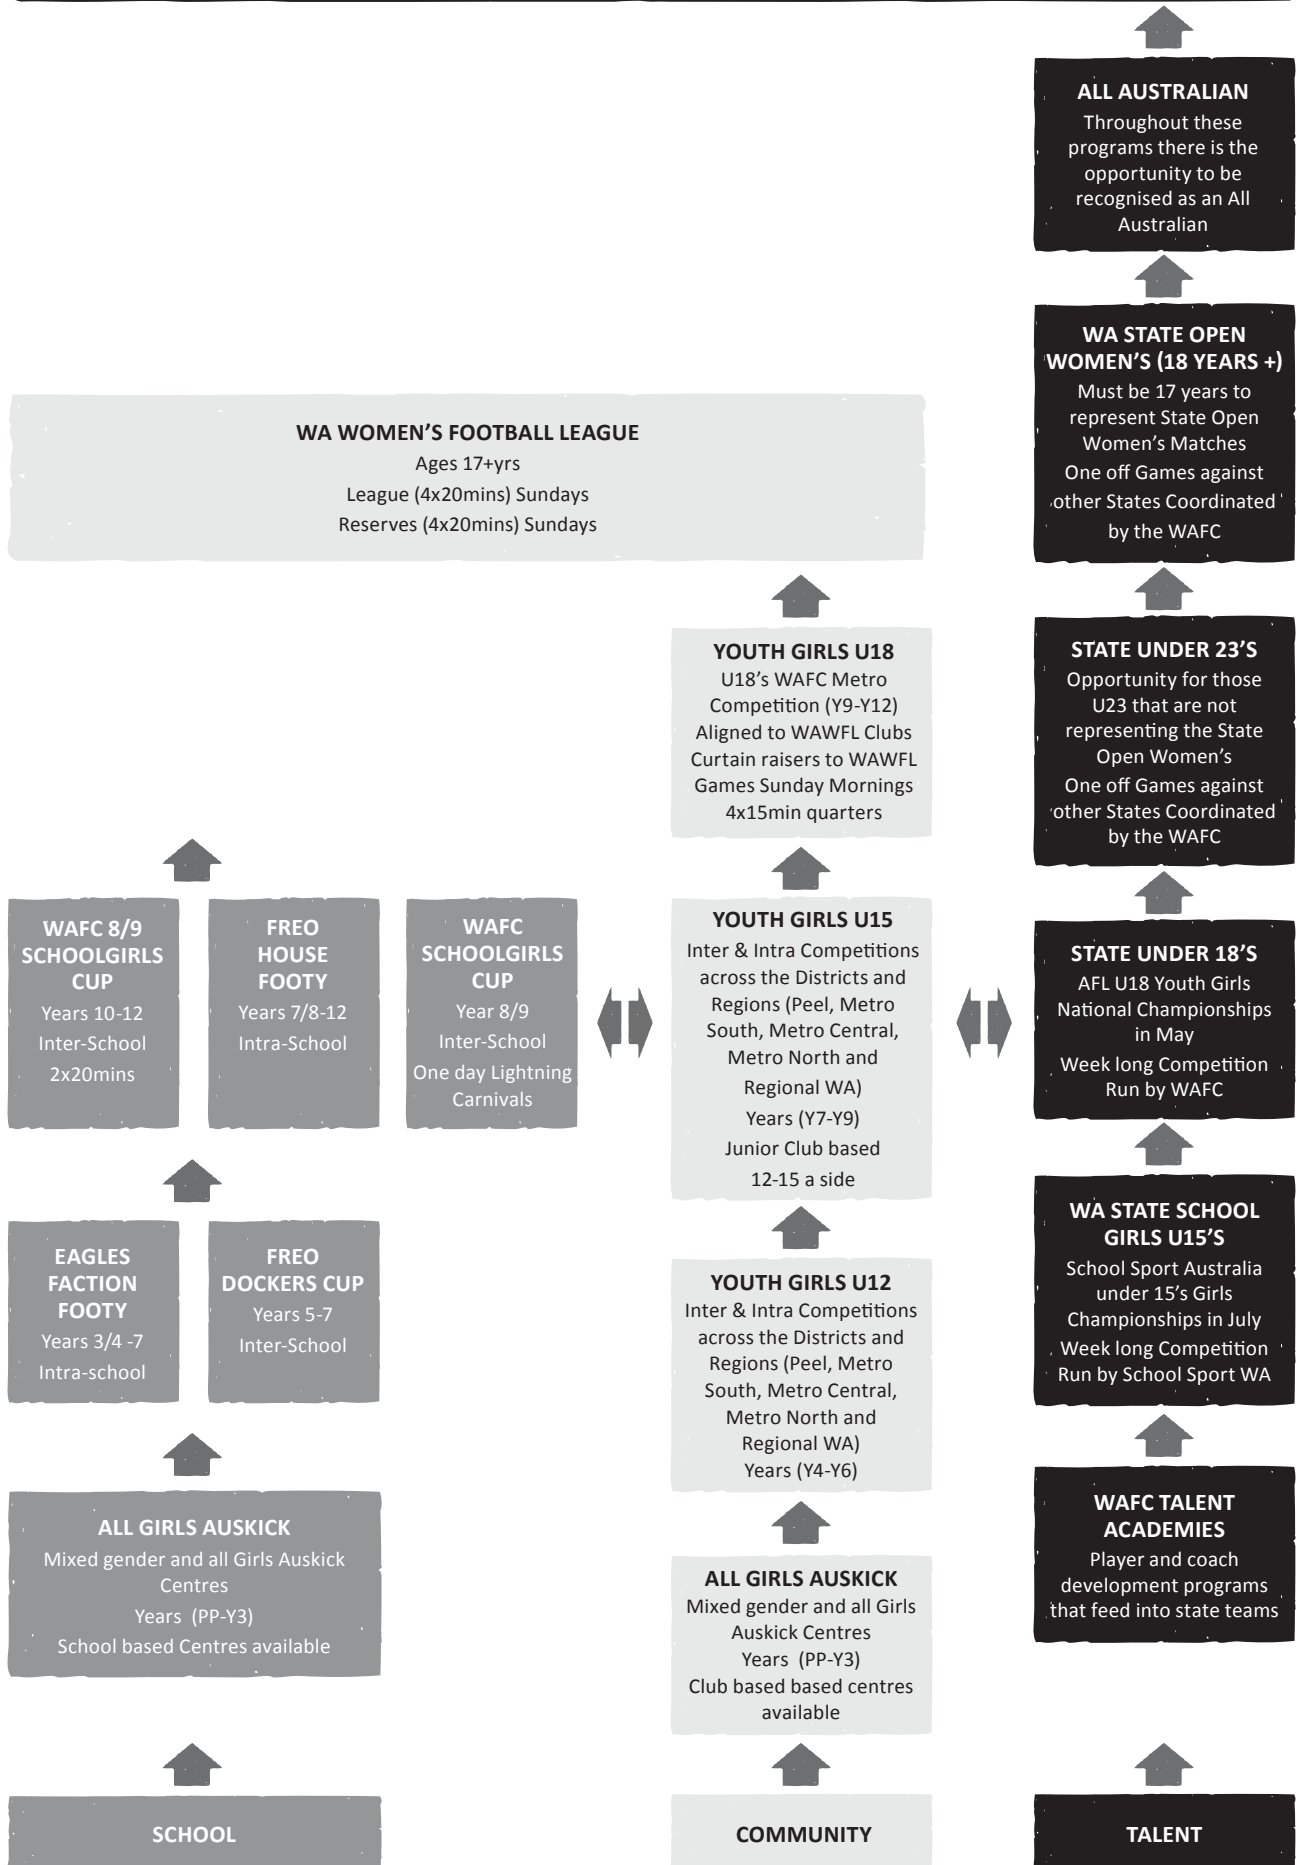 ALL AUSTRALIAN
Throughout these
programs there is the
opportunity to be
recognised as an All
Australian
WA STATE OPEN
WOMEN'S (18 YEARS +)
Must be 17 years to
represent State Open
Women's Matches
One off Games against
other States Coordinated
by the WAFC
WA WOMEN'S FOOTBALL LEAGUE
Ages 17+yrs
League (4x20mins) Sundays
Reserves (4x20mins) Sundays
YOUTH GIRLS U18
U18's WAFC Metro
Competition (Y9-Y12)
Aligned to WAWFL Clubs
Curtain raisers to WAWFL
Games Sunday Mornings
4x15min quarters
STATE UNDER 23'S
Opportunity for those
U23 that are not
representing the State
Open Women's
One off Games against
other States Coordinated
by the WAFC
WAFC 8/9
SCHOOLGIRLS
CUP
Years 10-12
Inter-School
2x20mins
FREO
HOUSE
FOOTY
Years 7/8-12
Intra-School
WAFC
SCHOOLGIRLS
CUP
Year 8/9
Inter-School
One day Lightning
Carnivals
YOUTH GIRLS U15
Inter & Intra Competitions
across the Districts and
Regions (Peel, Metro
South, Metro Central,
Metro North and
Regional WA)
Years (Y7-Y9)
Junior Club based
12-15 a side
STATE UNDER 18'S
AFL U18 Youth Girls
National Championships
in May
Week long Competition
Run by WAFC
EAGLES
FACTION
FOOTY
Years 3/4 -7
Intra-school
FREO
DOCKERS CUP
Years 5-7
Inter-School
YOUTH GIRLS U12
Inter & Intra Competitions
across the Districts and
Regions (Peel, Metro
South, Metro Central,
Metro North and
Regional WA)
Years (Y4-Y6)
WA STATE SCHOOL
GIRLS U15'S
School Sport Australia
under 15's Girls
Championships in July
Week long Competition
Run by School Sport WA
ALL GIRLS AUSKICK
Mixed gender and all Girls Auskick
Centres
Years (PP-Y3)
School based Centres available
ALL GIRLS AUSKICK
Mixed gender and all Girls
Auskick Centres
Years (PP-Y3)
Club based based centres
available
WAFC TALENT
ACADEMIES
Player and coach
development programs
that feed into state teams
SCHOOL
COMMUNITY
TALENT